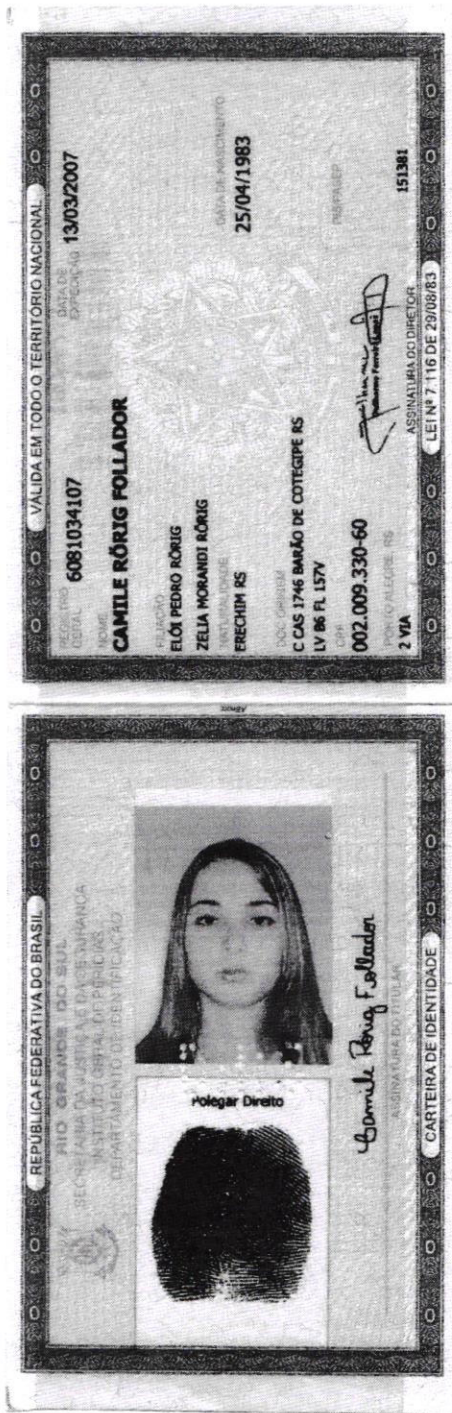 REPÚBLICA FEDERATIVA DO BRASIL
RIO GRANDE DO SUL
SECRETARIA DA JUSTIÇA E DA SEGURANÇA
INSTITUTO GERAL DE PERÍCIAS
DEPARTAMENTO DE IDENTIFICAÇÃO
Polegar Direito
Camile Rörig Follador
ASSINATURA DO TITULAR
CARTEIRA DE IDENTIDADE
VÁLIDA EM TODO O TERRITÓRIO NACIONAL
REGISTRO GERAL 6081034107 DATA DE EXPEDIÇÃO 13/03/2007
NOME
CAMILE RÖRIG FOLLADOR
FILIAÇÃO
ELÓI PEDRO RÖRIG
ZELIA MORANDI RÖRIG
NATURALIDADE DATA DE NASCIMENTO
ERECHIM RS 25/04/1983
DOC ORIGEM
C CAS 1746 BARÃO DE COTEGIPE RS
LV B6 FL 157V
CPF PIS/PASEP
002.009.330-60
PORTO ALEGRE RS
2 VIA 151381
ASSINATURA DO DIRETOR
LEI Nº 7.116 DE 29/08/83